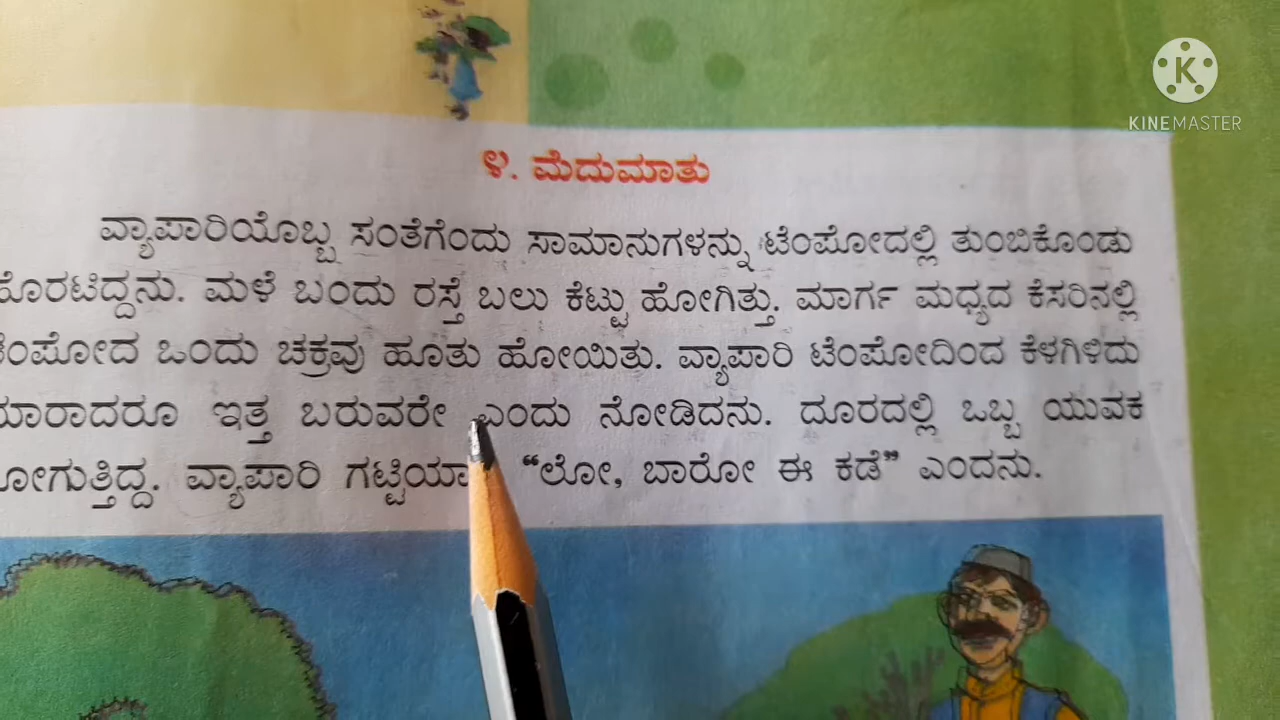 KINEMASTER
೪. ಮೆದುಮಾತು
ವ್ಯಾಪಾರಿಯೊಬ್ಬ ಸಂತೆಗೆಂದು ಸಾಮಾನುಗಳನ್ನು ಟೆಂಪೋದಲ್ಲಿ ತುಂಬಿಕೊಂಡು
ಹೊರಟಿದ್ದನು. ಮಳೆ ಬಂದು ರಸ್ತೆ ಬಲು ಕೆಟ್ಟು ಹೋಗಿತ್ತು. ಮಾರ್ಗ ಮಧ್ಯದ ಕೆಸರಿನಲ್ಲಿ
ಟೆಂಪೋದ ಒಂದು ಚಕ್ರವು ಹೂತು ಹೋಯಿತು. ವ್ಯಾಪಾರಿ ಟೆಂಪೋದಿಂದ ಕೆಳಗಿಳಿದು
ಯಾರಾದರೂ ಇತ್ತ ಬರುವರೇ ಎಂದು ನೋಡಿದನು. ದೂರದಲ್ಲಿ ಒಬ್ಬ ಯುವಕ
ವ್ಯಾಪಾರಿ "ಲೋ, ಬಾರೋ ಈ ಕಡೆ" ಎಂದನು.